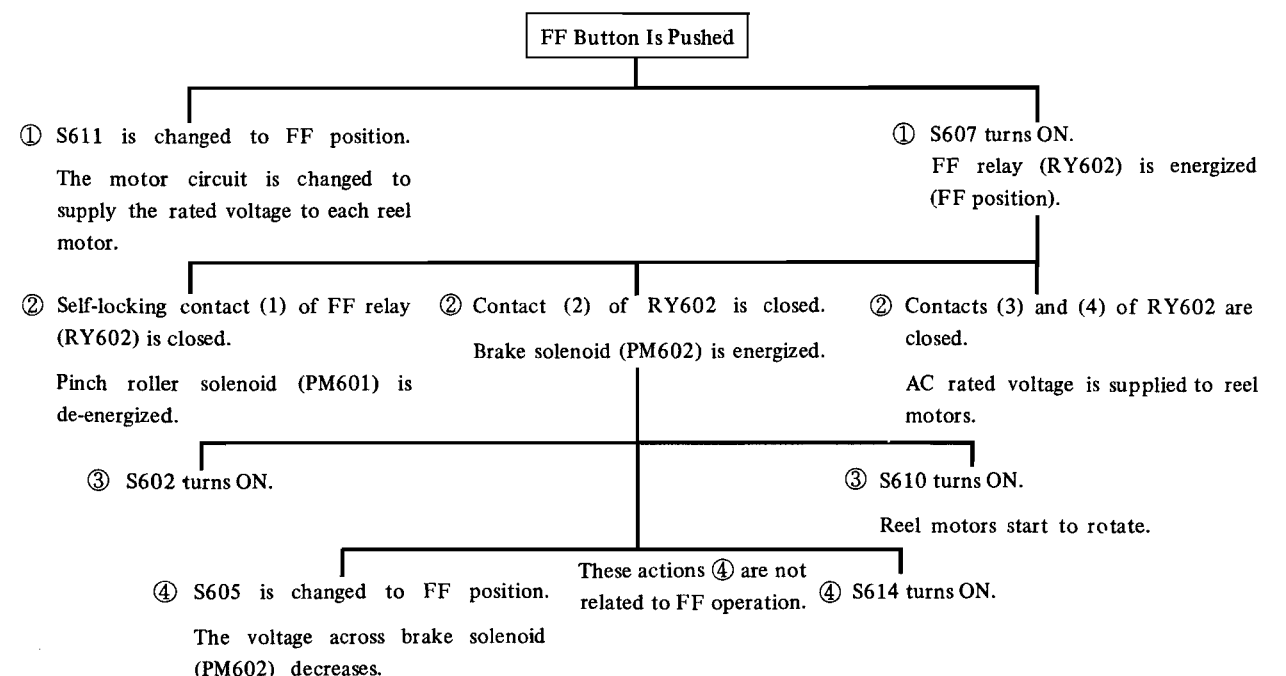 FF Button Is Pushed
① S611 is changed to FF position.
The motor circuit is changed to
supply the rated voltage to each reel
motor.
① S607 turns ON.
FF relay (RY602) is energized
(FF position).
② Self-locking contact (1) of FF relay
(RY602) is closed.
Pinch roller solenoid (PM601) is
de-energized.
② Contact (2) of RY602 is closed.
Brake solenoid (PM602) is energized.
② Contacts (3) and (4) of RY602 are
closed.
AC rated voltage is supplied to reel
motors.
③ S602 turns ON.
③ S610 turns ON.
Reel motors start to rotate.
④ S605 is changed to FF position.
The voltage across brake solenoid
(PM602) decreases.
These actions ④ are not
related to FF operation.
④ S614 turns ON.